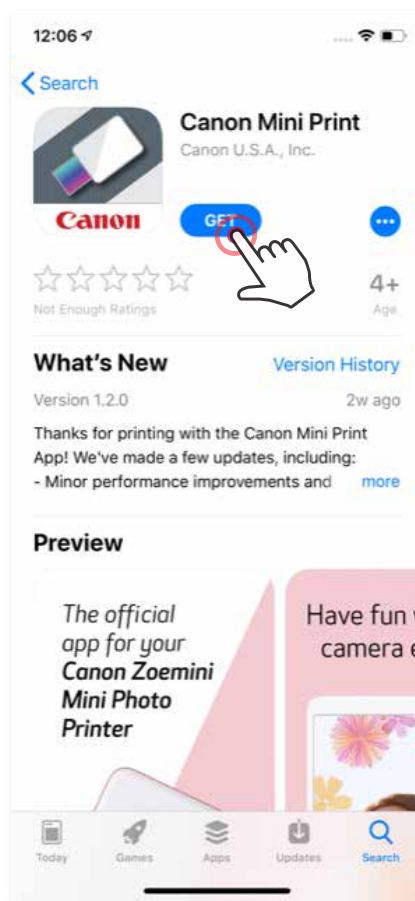 12:06
Search
Canon Mini Print
Canon U.S.A., Inc.
Canon
GET
4+
Not Enough Ratings
Age
What's New
Version History
Version 1.2.0
2w ago
Thanks for printing with the Canon Mini Print
App! We've made a few updates, including:
- Minor performance improvements and
more
Preview
The official
app for your
Canon Zoemini
Mini Photo
Printer
Have fun
camera e
Today
Games
Apps
Updates
Search